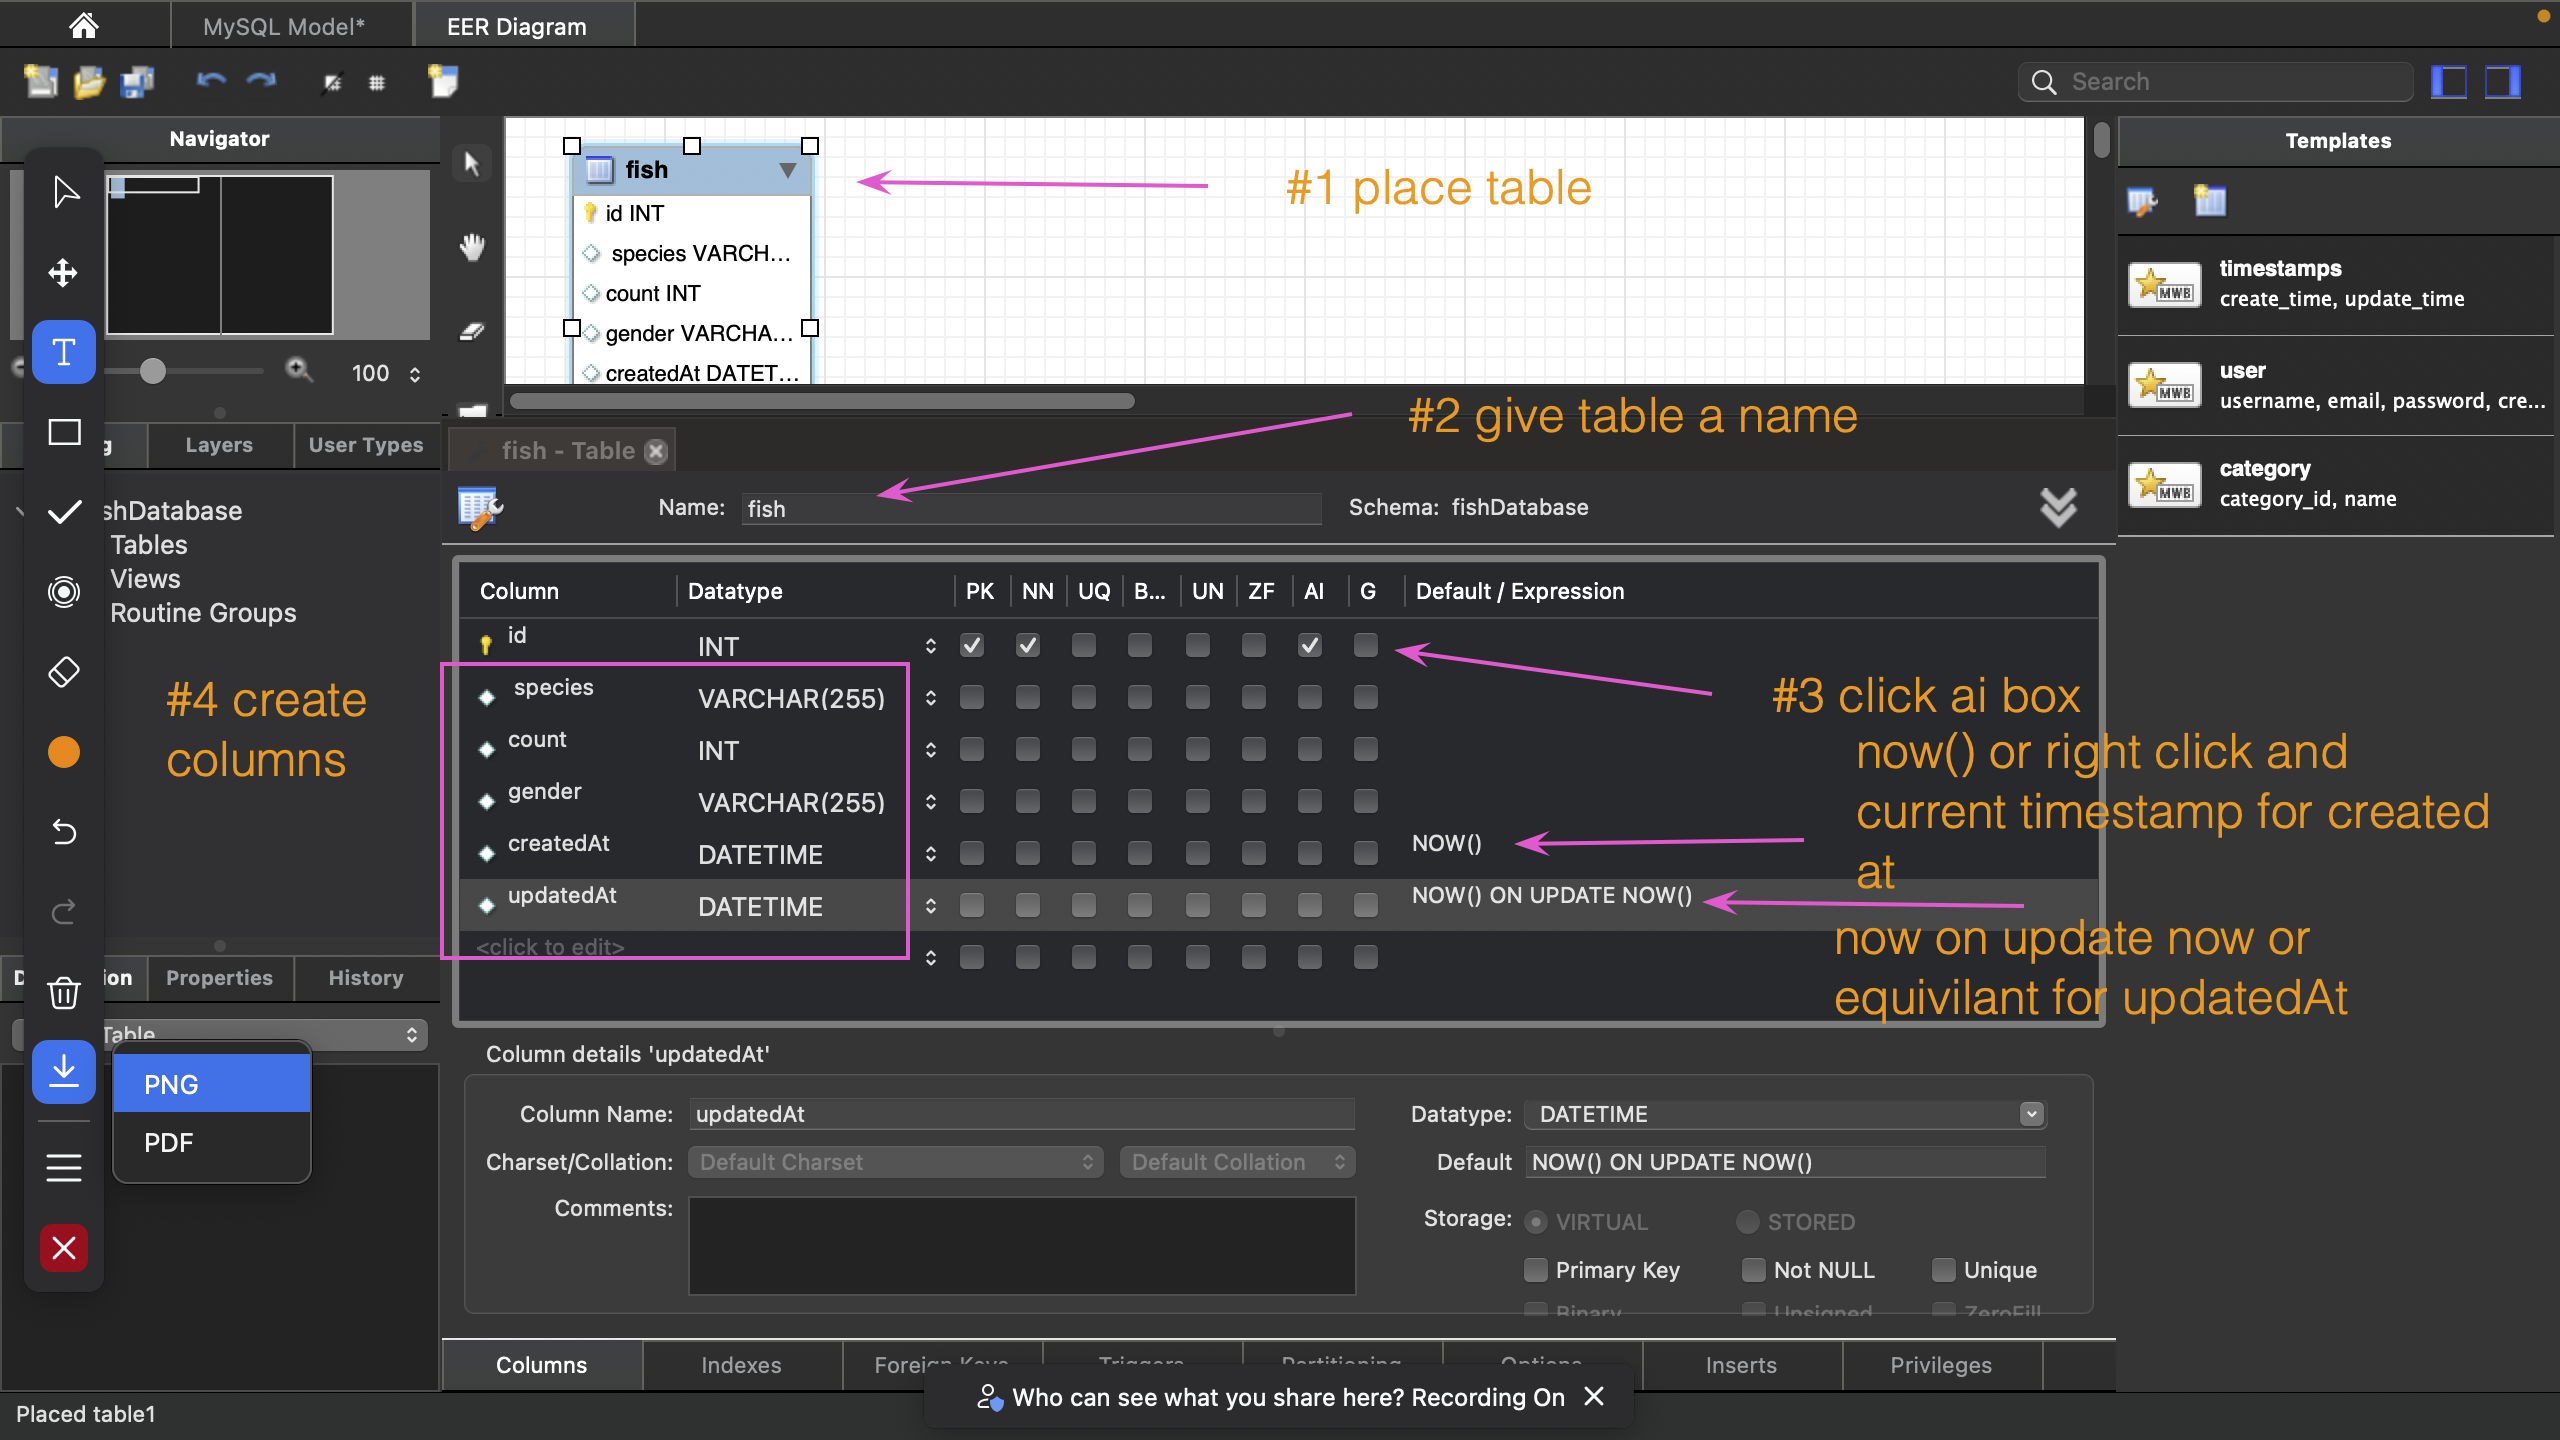 MySQL Model*
EER Diagram
Search
Navigator
Templates
fish
id INT
species VARCH...
count INT
gender VARCHA...
createdAt DATET...
#1 place table
timestamps
create_time, update_time
user
username, email, password, cre...
category
category_id, name
100
Layers
User Types
#2 give table a name
fish - Table
Name: fish
Schema: fishDatabase
shDatabase
Tables
Views
Routine Groups
#4 create
columns
Column Datatype PK NN UQ B... UN ZF AI G Default / Expression
id INT
species VARCHAR(255)
count INT
gender VARCHAR(255)
createdAt DATETIME NOW()
updatedAt DATETIME NOW() ON UPDATE NOW()
<click to edit>
#3 click ai box
now() or right click and
current timestamp for created
at
now on update now or
equivilant for updatedAt
D ion Properties History
Table
PNG
PDF
Column details 'updatedAt'
Column Name: updatedAt
Datatype: DATETIME
Charset/Collation: Default Charset Default Collation
Default NOW() ON UPDATE NOW()
Comments:
Storage: VIRTUAL STORED
Primary Key Not NULL Unique
Binary Unsigned ZeroFill
Columns Indexes Foreign Keys Triggers Partitioning Options Inserts Privileges
Who can see what you share here? Recording On
Placed table1
MWB
MWB
MWB
T